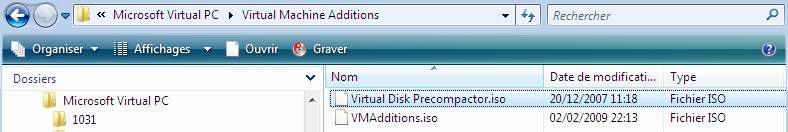 « Microsoft Virtual PC ▸ Virtual Machine Additions Rechercher
Organiser Affichages Ouvrir Graver
Dossiers Nom Date de modificati... Type
Microsoft Virtual PC Virtual Disk Precompactor.iso 20/12/2007 11:18 Fichier ISO
1031 VMAdditions.iso 02/02/2009 22:13 Fichier ISO